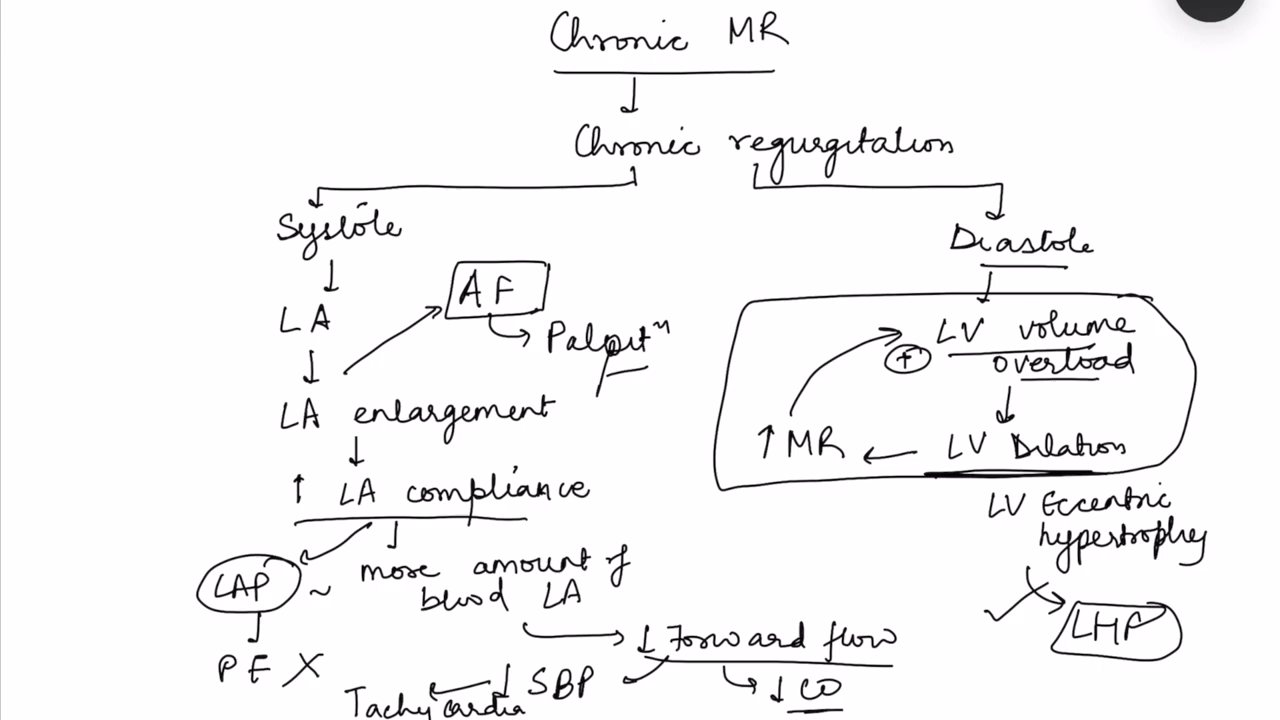 Chronic MR
↓
Chronic regurgitation
Systole
Diastole
↓
LA
AF
Palpitⁿ
LV volume
overload
+
↓
LA enlargement
↑ MR ← LV Dilation
↓
↑ LA compliance
LV Eccentric
hypertrophy
LAP ~
more amount of
blood LA
LHF
↓ Forward flow
PE X
↓ SBP
↓ CO
Tachycardia